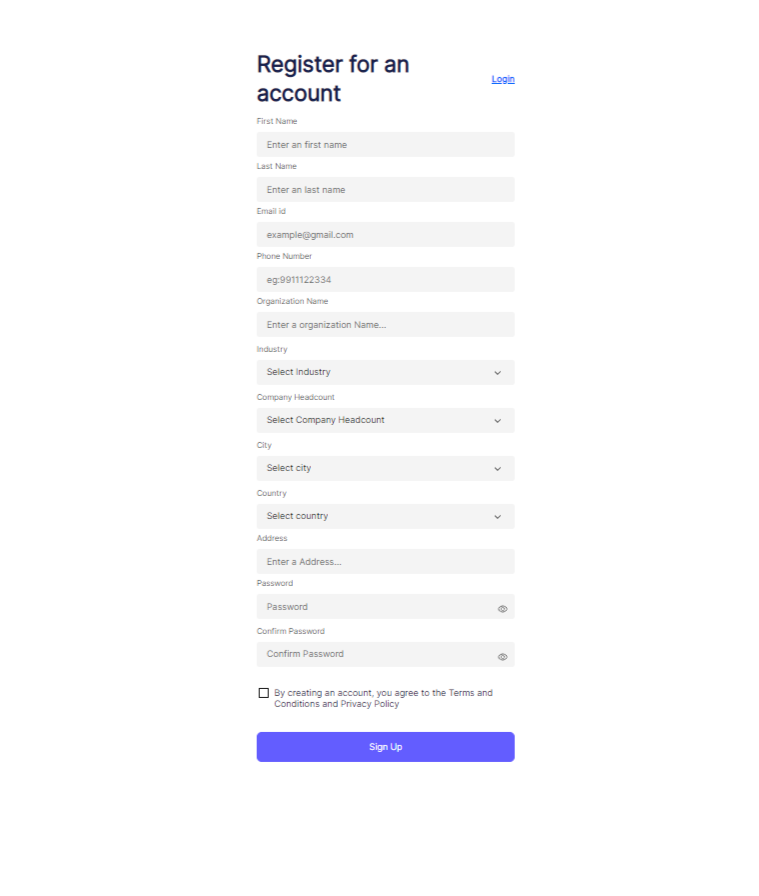 Register for an
account
Login
First Name
Enter an first name
Last Name
Enter an last name
Email id
example@gmail.com
Phone Number
eg:9911122334
Organization Name
Enter a organization Name...
Industry
Select Industry
Company Headcount
Select Company Headcount
City
Select city
Country
Select country
Address
Enter a Address...
Password
Password
Confirm Password
Confirm Password
By creating an account, you agree to the Terms and
Conditions and Privacy Policy
Sign Up